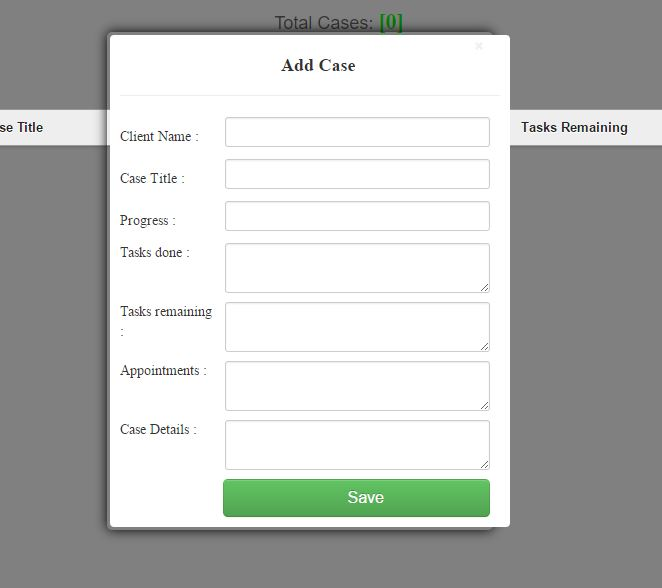 Total Cases: [0]
×
Add Case
se Title
Tasks Remaining
Client Name :
Case Title :
Progress :
Tasks done :
Tasks remaining
:
Appointments :
Case Details :
Save